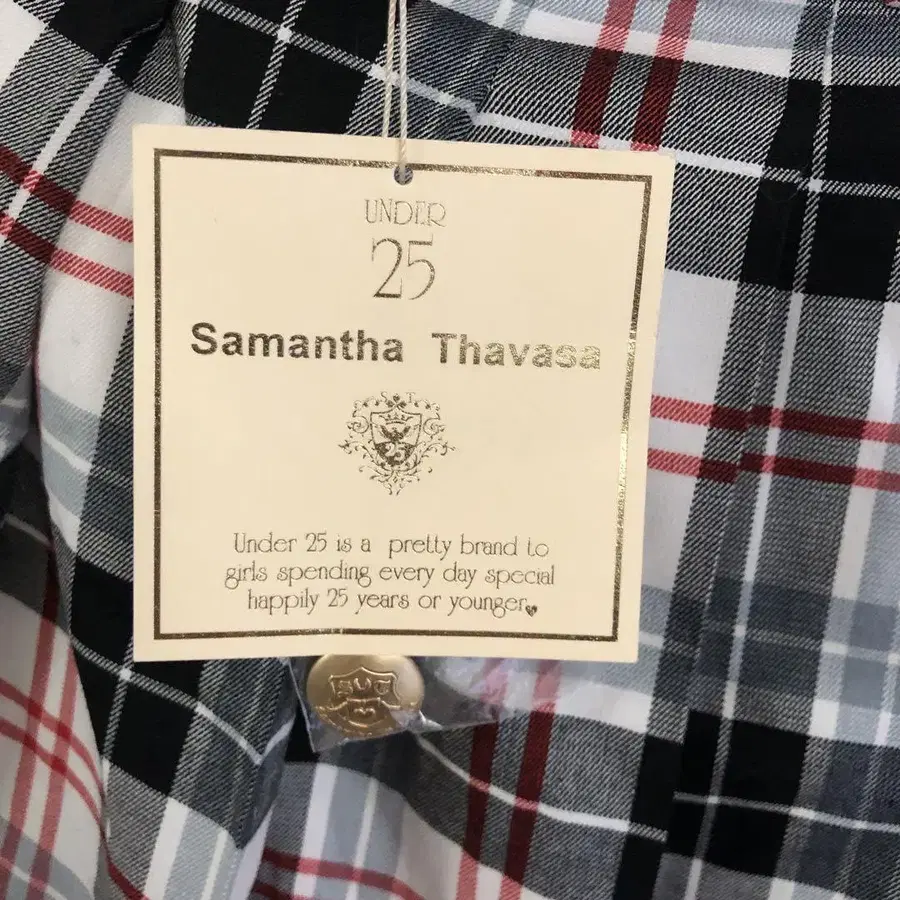 UNDER
25
Samantha Thavasa
S T
25
Under 25 is a pretty brand to
girls spending every day special
happily 25 years or younger